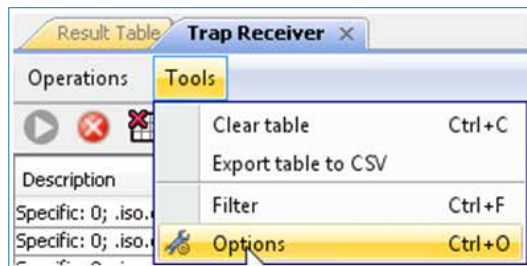 Result Table Trap Receiver
Operations Tools
Clear table Ctrl+C
Export table to CSV
Description
Filter Ctrl+F
Specific: 0; .iso.
Options Ctrl+O
Specific: 0; .iso.